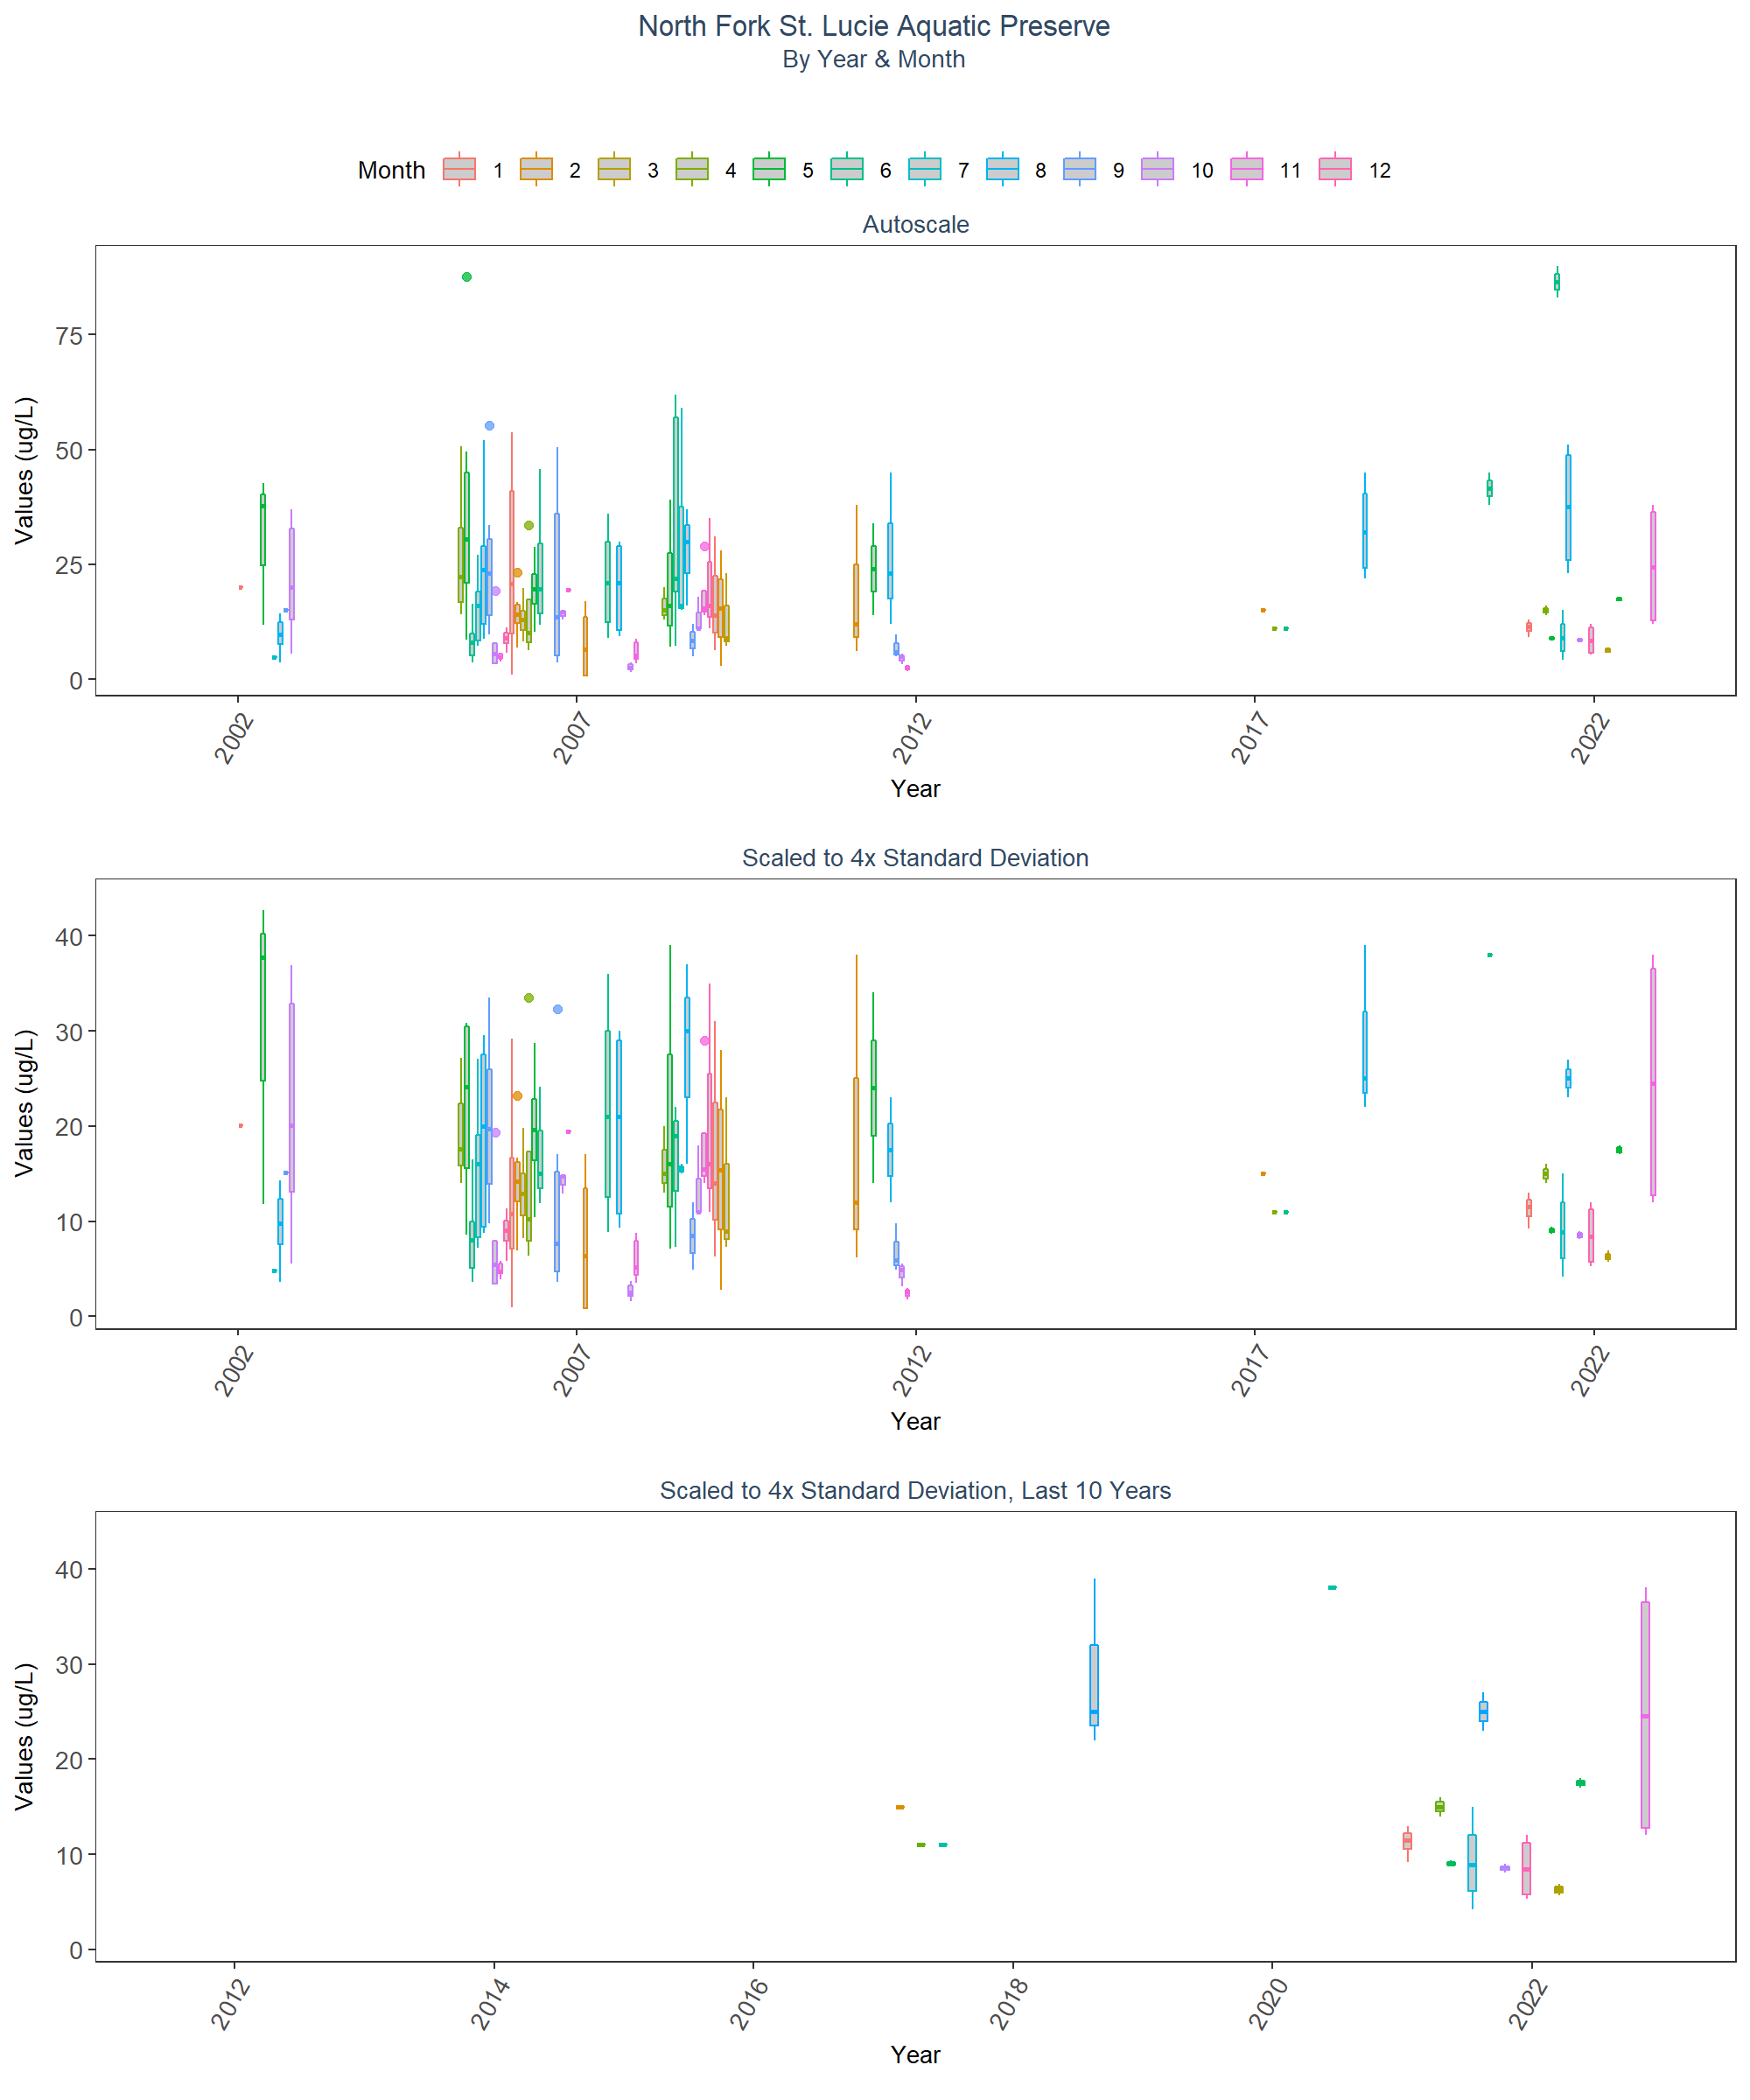 North Fork St. Lucie Aquatic Preserve
By Year & Month
Month 1 2 3 4 5 6 7 8 9 10 11 12
Autoscale
Values (ug/L)
75
50
25
0
2002 2007 2012 2017 2022
Year
Scaled to 4x Standard Deviation
Values (ug/L)
40
30
20
10
0
2002 2007 2012 2017 2022
Year
Scaled to 4x Standard Deviation, Last 10 Years
Values (ug/L)
40
30
20
10
0
2012 2014 2016 2018 2020 2022
Year